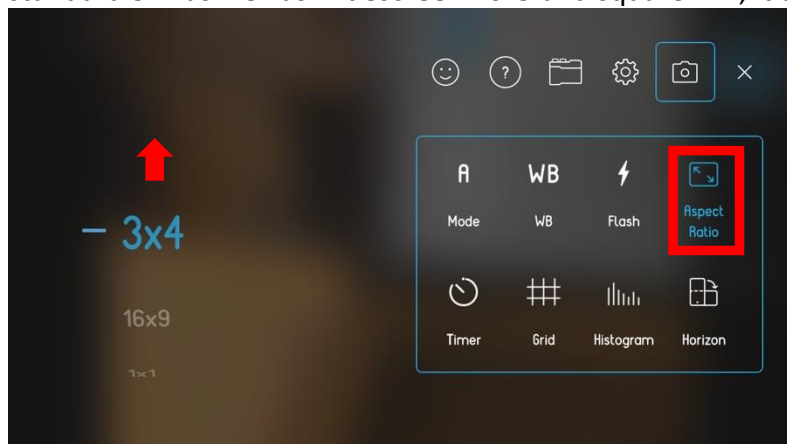 ?
A WB
Mode WB Flash Aspect
Ratio
– 3x4
16x9
1x1
Timer Grid Histogram Horizon